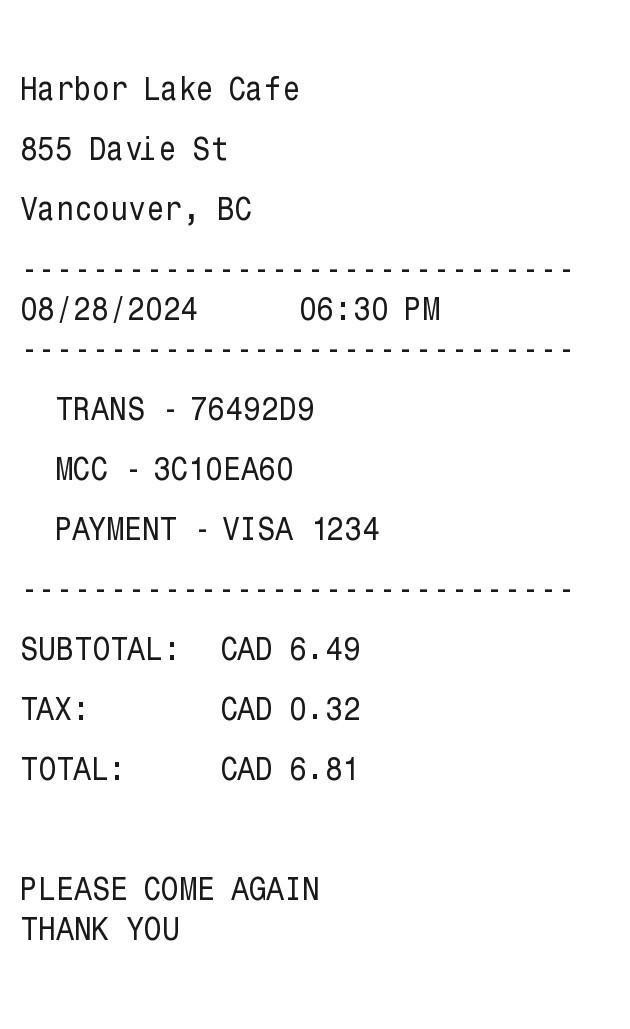 Harbor Lake Cafe
855 Davie St
Vancouver, BC
--------------------------------
08/28/2024 06:30 PM
--------------------------------
TRANS - 76492D9
MCC - 3C10EA60
PAYMENT - VISA 1234
--------------------------------
SUBTOTAL: CAD 6.49
TAX: CAD 0.32
TOTAL: CAD 6.81
PLEASE COME AGAIN
THANK YOU